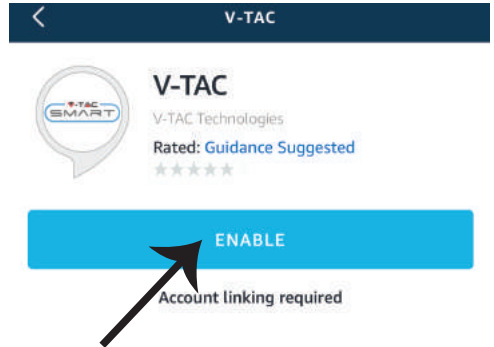 V-TAC
V-TAC
SMART
V-TAC
V-TAC Technologies
Rated: Guidance Suggested
ENABLE
Account linking required